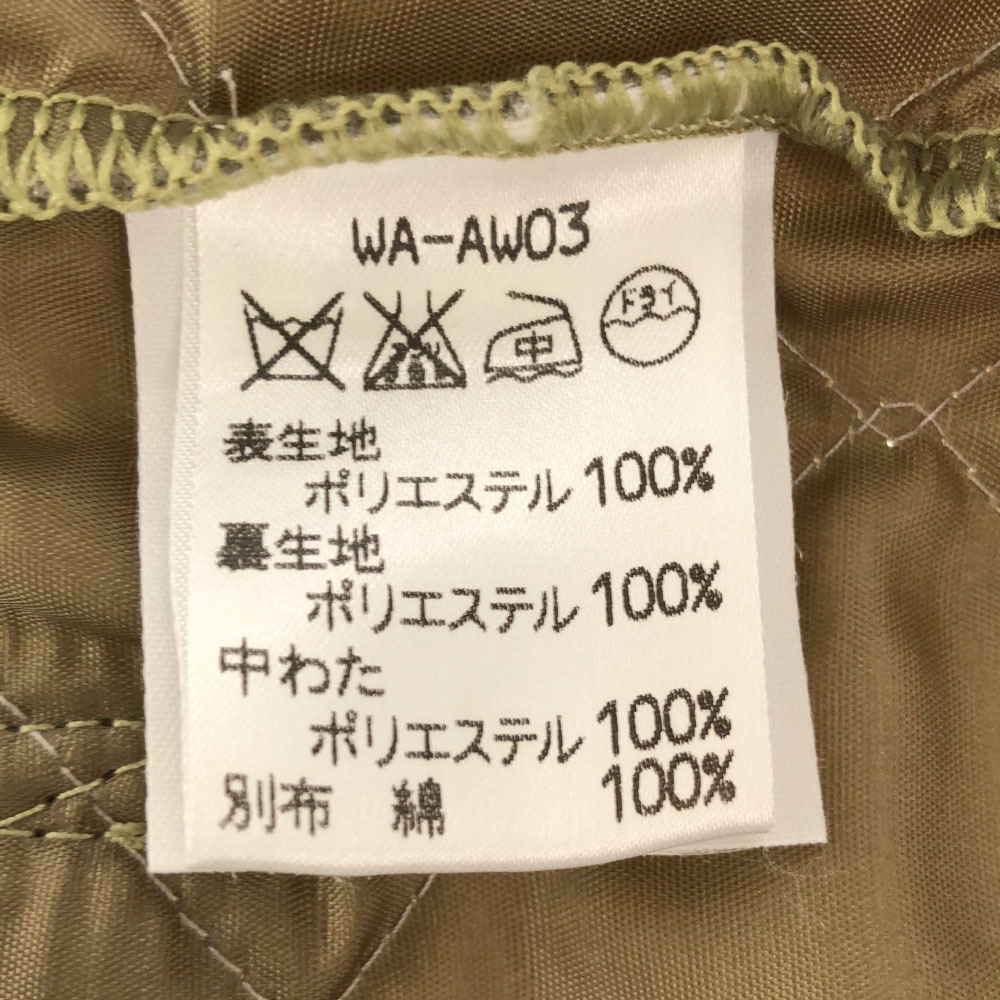 WA-AW03
中 ドライ
表生地
ポリエステル 100%
裏生地
ポリエステル 100%
中わた
ポリエステル 100%
別布 綿 100%